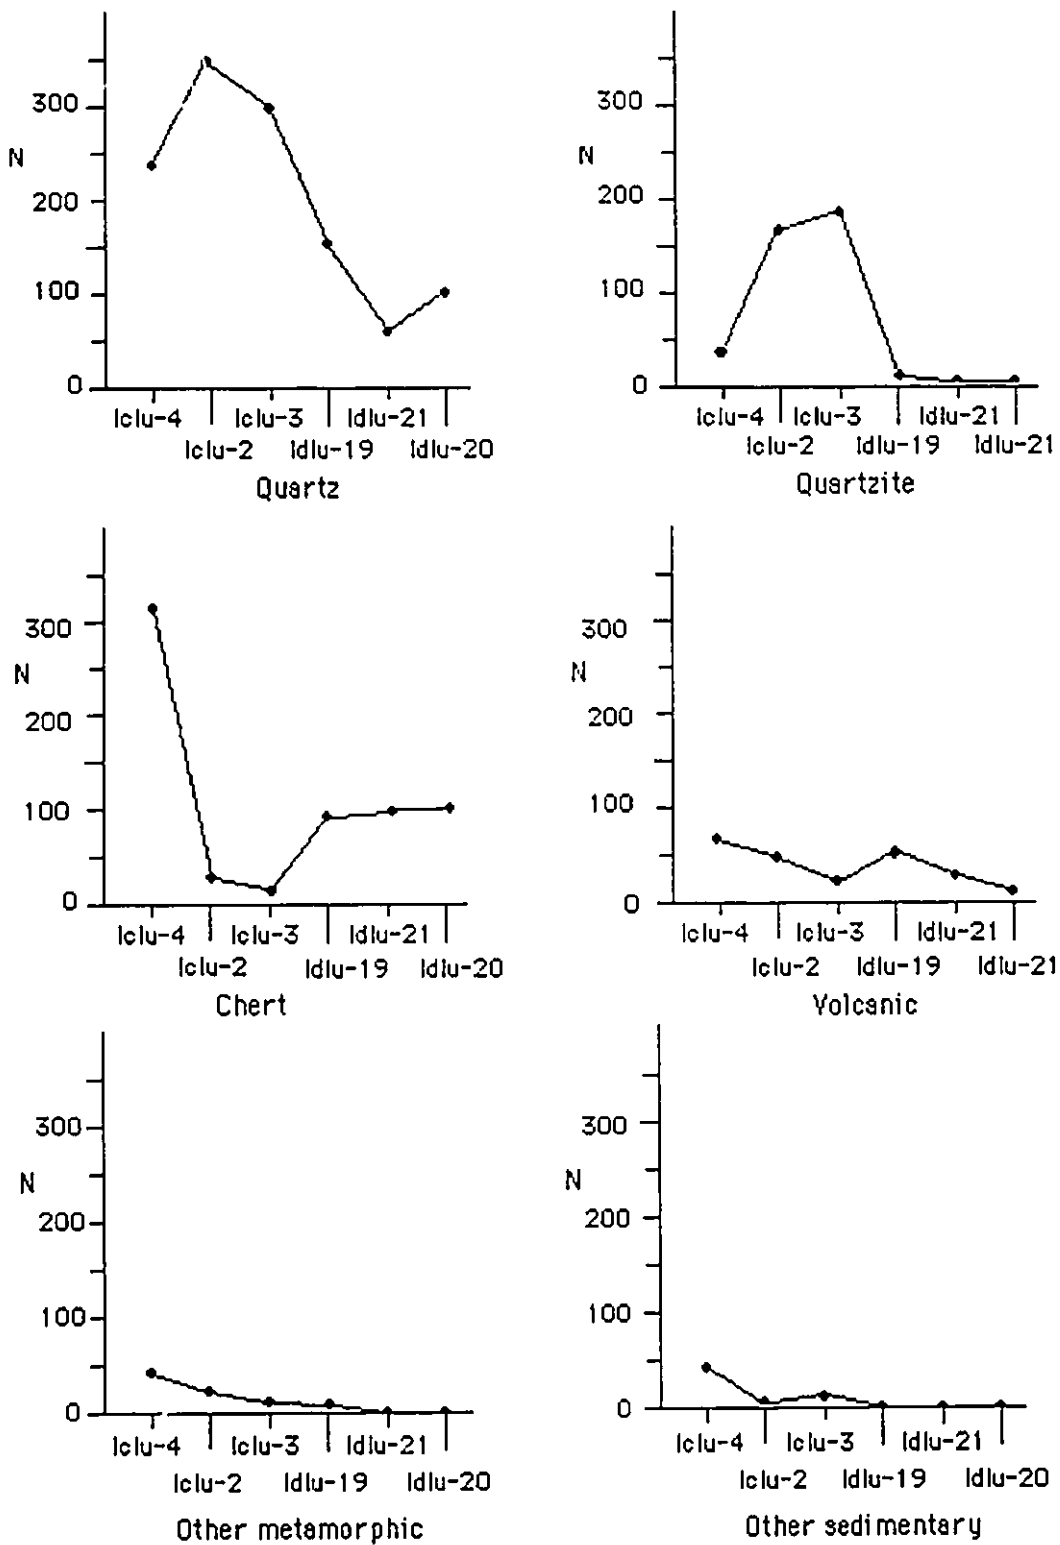 300
N
200
100
0
Iclu-4 Iclu-3 Idlu-21
Iclu-2 Idlu-19 Idlu-20
Quartz
300
N
200
100
0
Iclu-4 Iclu-3 Idlu-21
Iclu-2 Idlu-19 Idlu-21
Quartzite
300
N
200
100
0
Iclu-4 Iclu-3 Idlu-21
Iclu-2 Idlu-19 Idlu-20
Chert
300
N
200
100
0
Iclu-4 Iclu-3 Idlu-21
Iclu-2 Idlu-19 Idlu-21
Volcanic
300
N
200
100
0
Iclu-4 Iclu-3 Idlu-21
Iclu-2 Idlu-19 Idlu-20
Other metamorphic
300
N
200
100
0
Iclu-4 Iclu-3 Idlu-21
Iclu-2 Idlu-19 Idlu-20
Other sedimentary